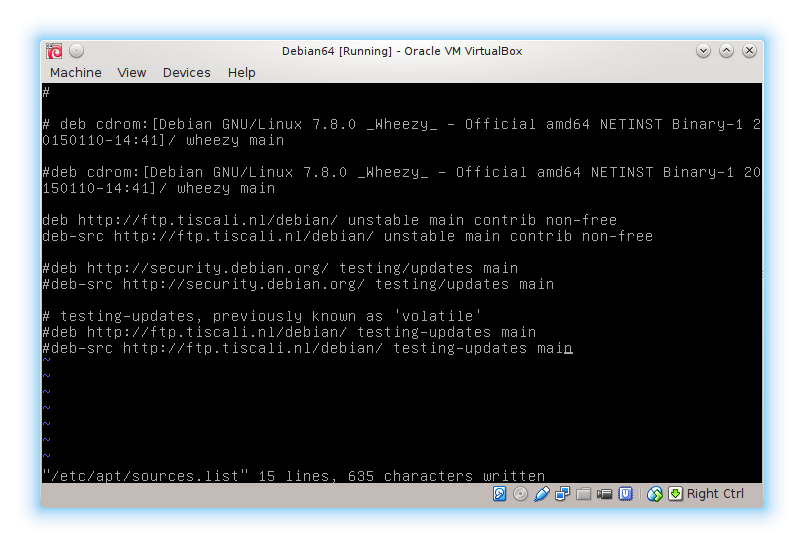 Debian64 [Running] - Oracle VM VirtualBox
Machine View Devices Help
#
# deb cdrom:[Debian GNU/Linux 7.8.0 _Wheezy_ - Official amd64 NETINST Binary-1 2
0150110-14:41]/ wheezy main
#deb cdrom:[Debian GNU/Linux 7.8.0 _Wheezy_ - Official amd64 NETINST Binary-1 20
150110-14:41]/ wheezy main
deb http://ftp.tiscali.nl/debian/ unstable main contrib non-free
deb-src http://ftp.tiscali.nl/debian/ unstable main contrib non-free
#deb http://security.debian.org/ testing/updates main
#deb-src http://security.debian.org/ testing/updates main
# testing-updates, previously known as 'volatile'
#deb http://ftp.tiscali.nl/debian/ testing-updates main
#deb-src http://ftp.tiscali.nl/debian/ testing-updates main
~
~
~
~
~
~
~
"/etc/apt/sources.list" 15 lines, 635 characters written
Right Ctrl